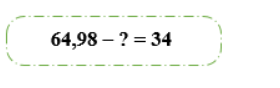 64,98 – ? = 34